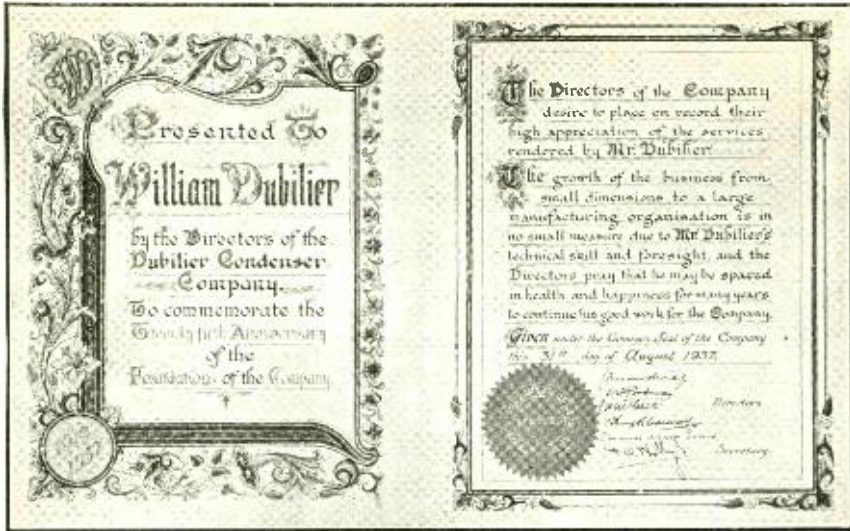 W
Presented To
William Dubilier
by the Directors of the
Dubilier Condenser
Company.
To commemorate the
Twenty first Anniversary
of the
Foundation of the Company
1937
The Directors of the Company
desire to place on record their
high appreciation of the services
rendered by Mr. Dubilier.
The growth of the business from
small dimensions to a large
manufacturing organisation is in
no small measure due to Mr. Dubilier's
technical skill and foresight, and the
Directors pray that he may be spared
in health and happiness for many years
to continue his good work for the Company.
Given under the Common Seal of the Company
this 31st day of August 1937.
Directors
Secretary